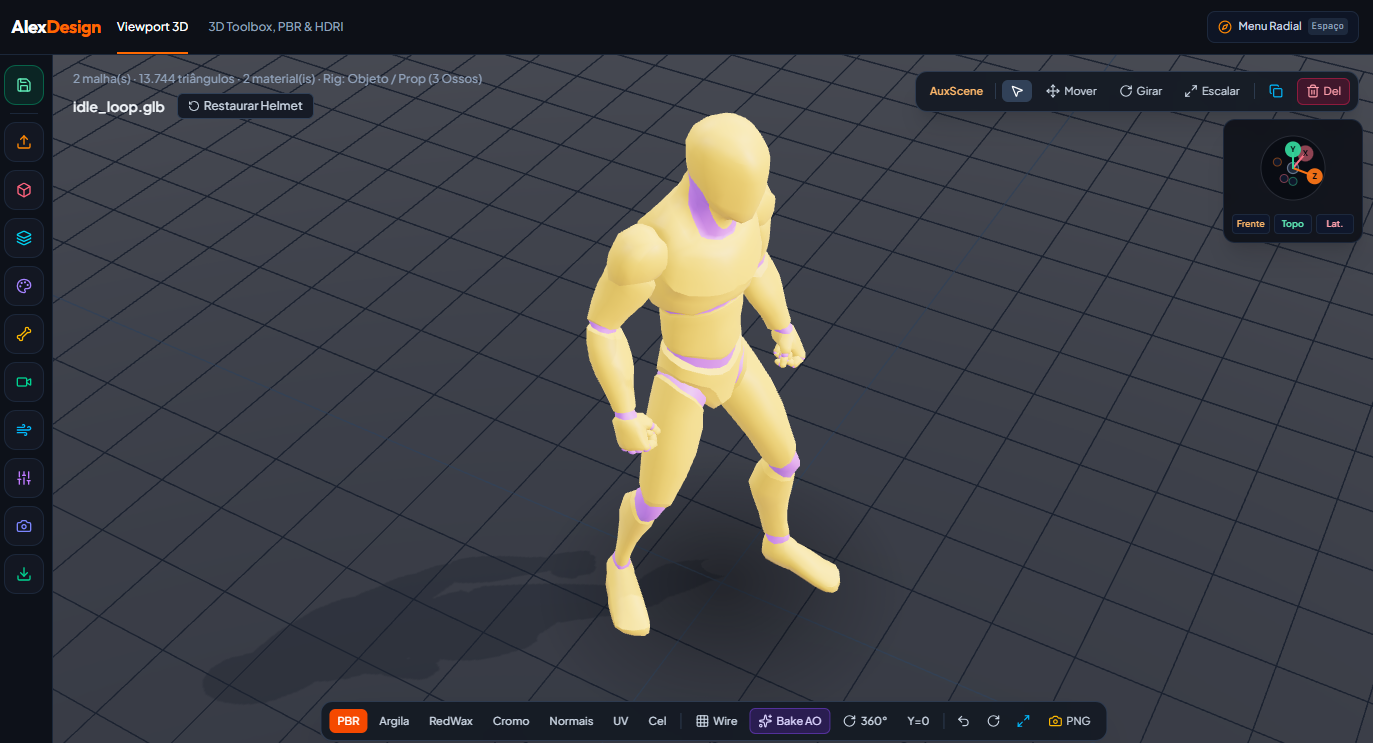 AlexDesign Viewport 3D 3D Toolbox, PBR & HDRI Menu Radial Espaço
2 malha(s) · 13.744 triângulos · 2 material(is) · Rig: Objeto / Prop (3 Ossos)
idle_loop.glb Restaurar Helmet
AuxScene Mover Girar Escalar Del
Y X
Z
Frente Topo Lat.
PBR Argila RedWax Cromo Normais UV Cel Wire Bake AO 360° Y=0 PNG